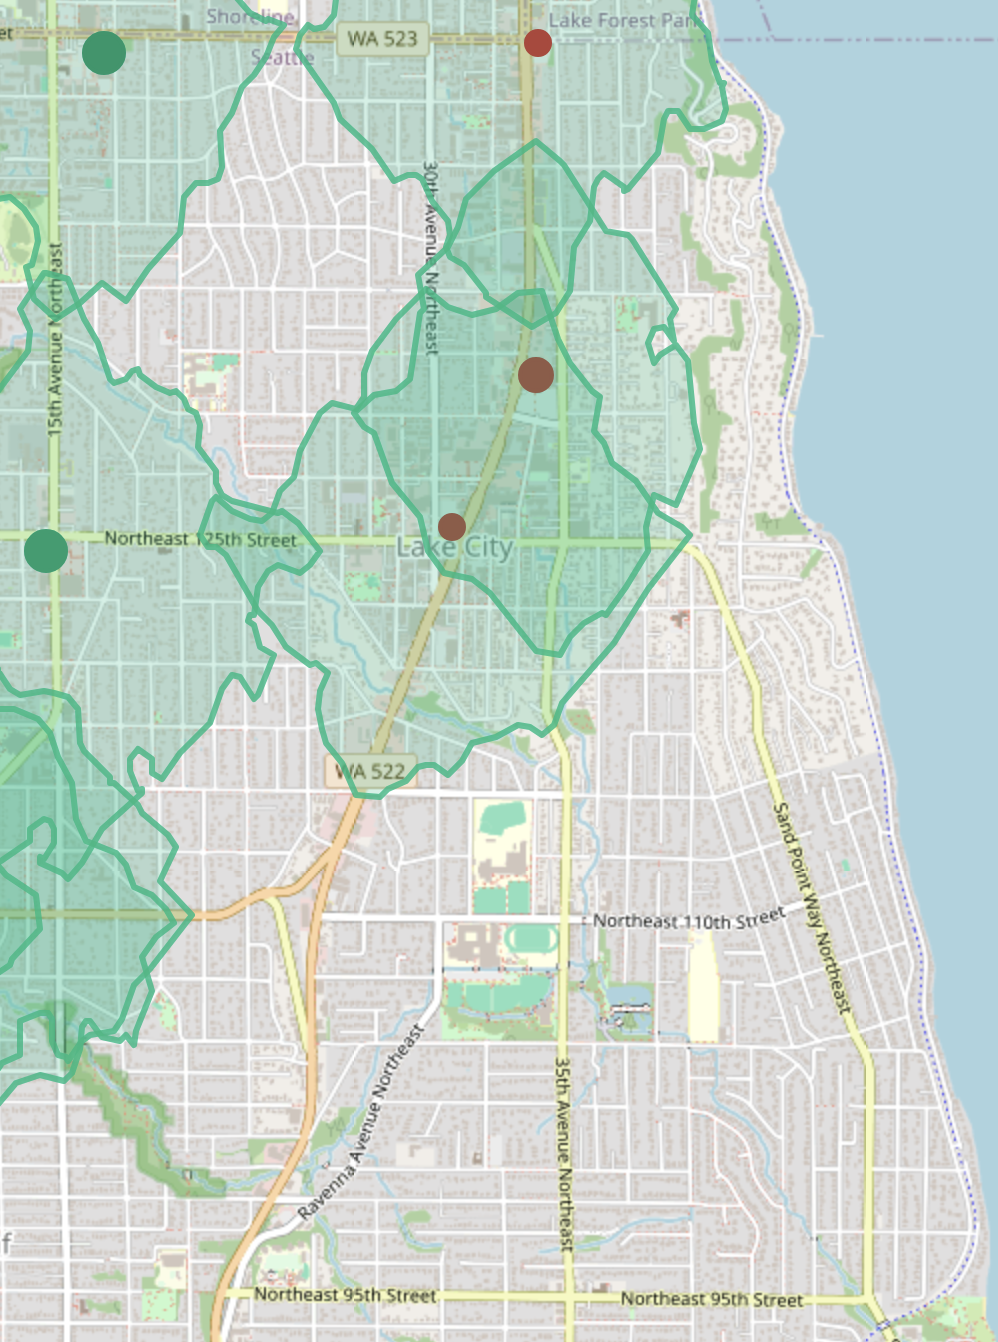 Shoreline
Seattle
et
WA 523
Lake Forest Park
30th Avenue Northeast
15th Avenue Northeast
Northeast 125th Street
Lake City
WA 522
Sand Point Way Northeast
Northeast 110th Street
Ravenna Avenue Northeast
35th Avenue Northeast
f
Northeast 95th Street
Northeast 95th Street